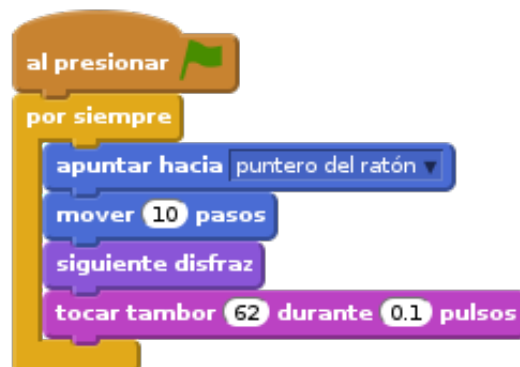 al presionar
por siempre
apuntar hacia puntero del ratón
mover 10 pasos
siguiente disfraz
tocar tambor 62 durante 0.1 pulsos